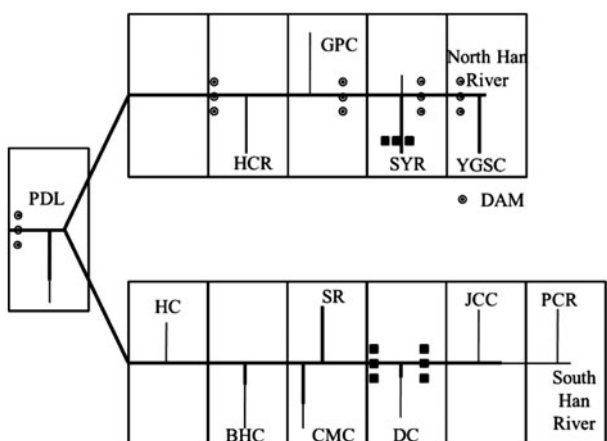 GPC
North Han
River
HCR
SYR
YGSC
PDL
DAM
HC
SR
JCC
PCR
South
Han
River
BHC
CMC
DC